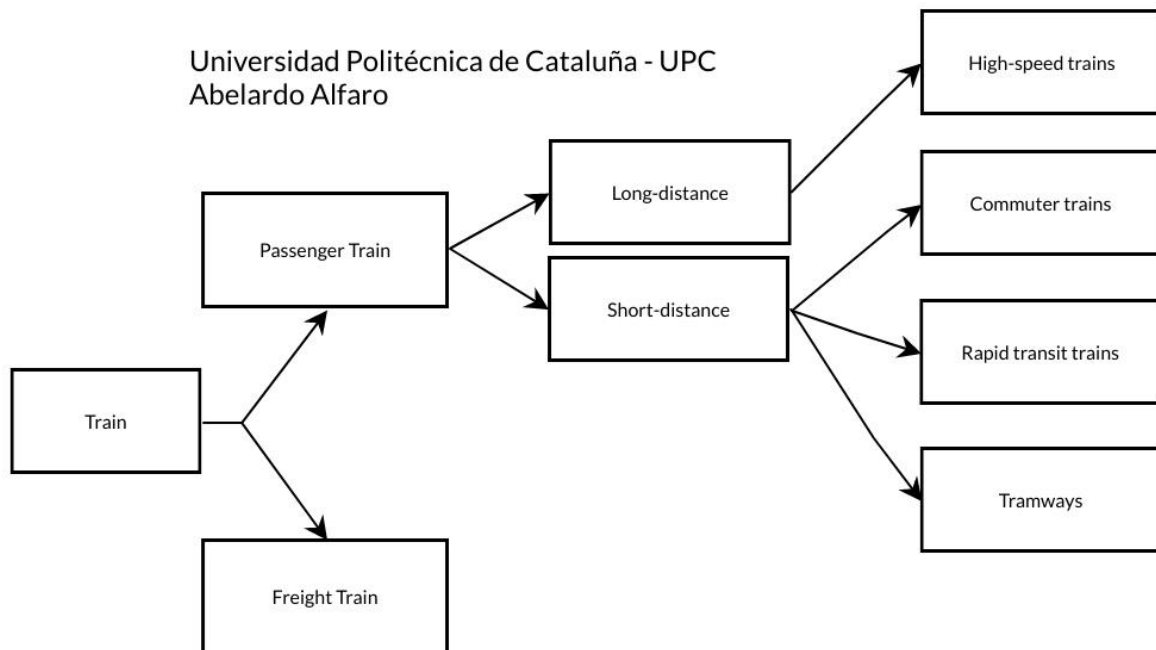 Universidad Politécnica de Cataluña - UPC
Abelardo Alfaro
High-speed trains
Long-distance
Commuter trains
Passenger Train
Short-distance
Rapid transit trains
Train
Tramways
Freight Train